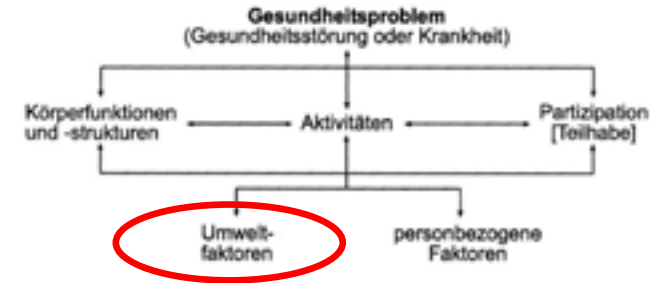 Gesundheitsproblem
(Gesundheitsstörung oder Krankheit)
Körperfunktionen
und -strukturen
Aktivitäten
Partizipation
[Teilhabe]
Umwelt-
faktoren
personbezogene
Faktoren